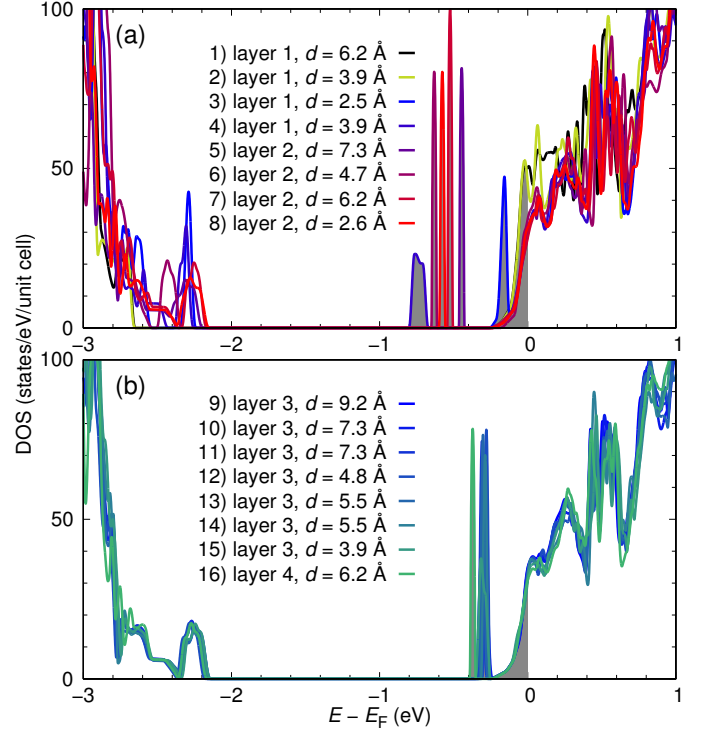 100
(a)
1) layer 1, d = 6.2 Å
2) layer 1, d = 3.9 Å
3) layer 1, d = 2.5 Å
4) layer 1, d = 3.9 Å
5) layer 2, d = 7.3 Å
6) layer 2, d = 4.7 Å
7) layer 2, d = 6.2 Å
8) layer 2, d = 2.6 Å
50
0
−3
−2
−1
0
1
DOS (states/eV/unit cell)
100
(b)
9) layer 3, d = 9.2 Å
10) layer 3, d = 7.3 Å
11) layer 3, d = 7.3 Å
12) layer 3, d = 4.8 Å
13) layer 3, d = 5.5 Å
14) layer 3, d = 5.5 Å
15) layer 3, d = 3.9 Å
16) layer 4, d = 6.2 Å
50
0
−3
−2
−1
0
1
E − E_F (eV)